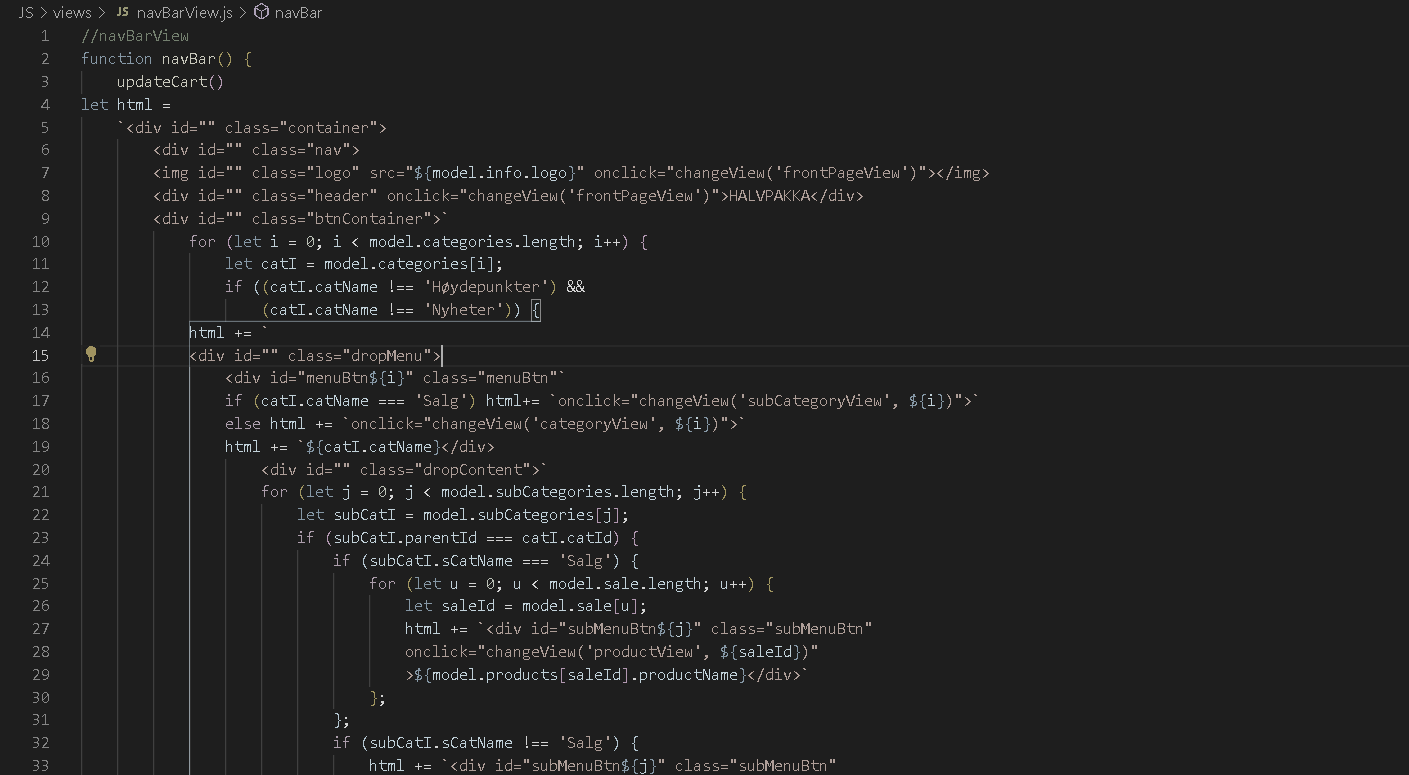 JS > views > JS navBarView.js > navBar
1 //navBarView
2 function navBar() {
3 updateCart()
4 let html =
5 `<div id="" class="container">
6 <div id="" class="nav">
7 <img id="" class="logo" src="${model.info.logo}" onclick="changeView('frontPageView')"></img>
8 <div id="" class="header" onclick="changeView('frontPageView')">HALVPAKKA</div>
9 <div id="" class="btnContainer">`
10 for (let i = 0; i < model.categories.length; i++) {
11 let catI = model.categories[i];
12 if ((catI.catName !== 'Høydepunkter') &&
13 (catI.catName !== 'Nyheter')) {
14 html += `
15 <div id="" class="dropMenu">
16 <div id="menuBtn${i}" class="menuBtn"`
17 if (catI.catName === 'Salg') html+= `onclick="changeView('subCategoryView', ${i})">`
18 else html += `onclick="changeView('categoryView', ${i})">`
19 html += `${catI.catName}</div>
20 <div id="" class="dropContent">`
21 for (let j = 0; j < model.subCategories.length; j++) {
22 let subCatI = model.subCategories[j];
23 if (subCatI.parentId === catI.catId) {
24 if (subCatI.sCatName === 'Salg') {
25 for (let u = 0; u < model.sale.length; u++) {
26 let saleId = model.sale[u];
27 html += `<div id="subMenuBtn${j}" class="subMenuBtn"
28 onclick="changeView('productView', ${saleId})"
29 >${model.products[saleId].productName}</div>`
30 };
31 };
32 if (subCatI.sCatName !== 'Salg') {
33 html += `<div id="subMenuBtn${j}" class="subMenuBtn"